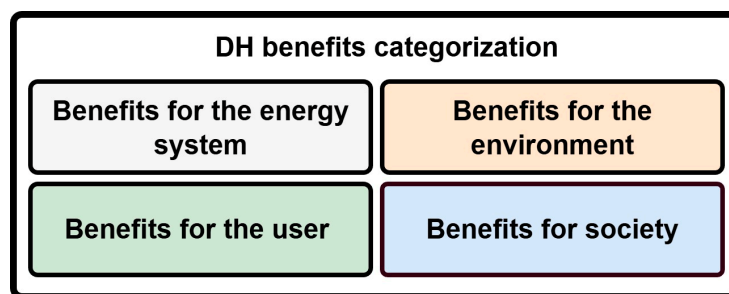 DH benefits categorization
Benefits for the energy
system
Benefits for the
environment
Benefits for the user
Benefits for society